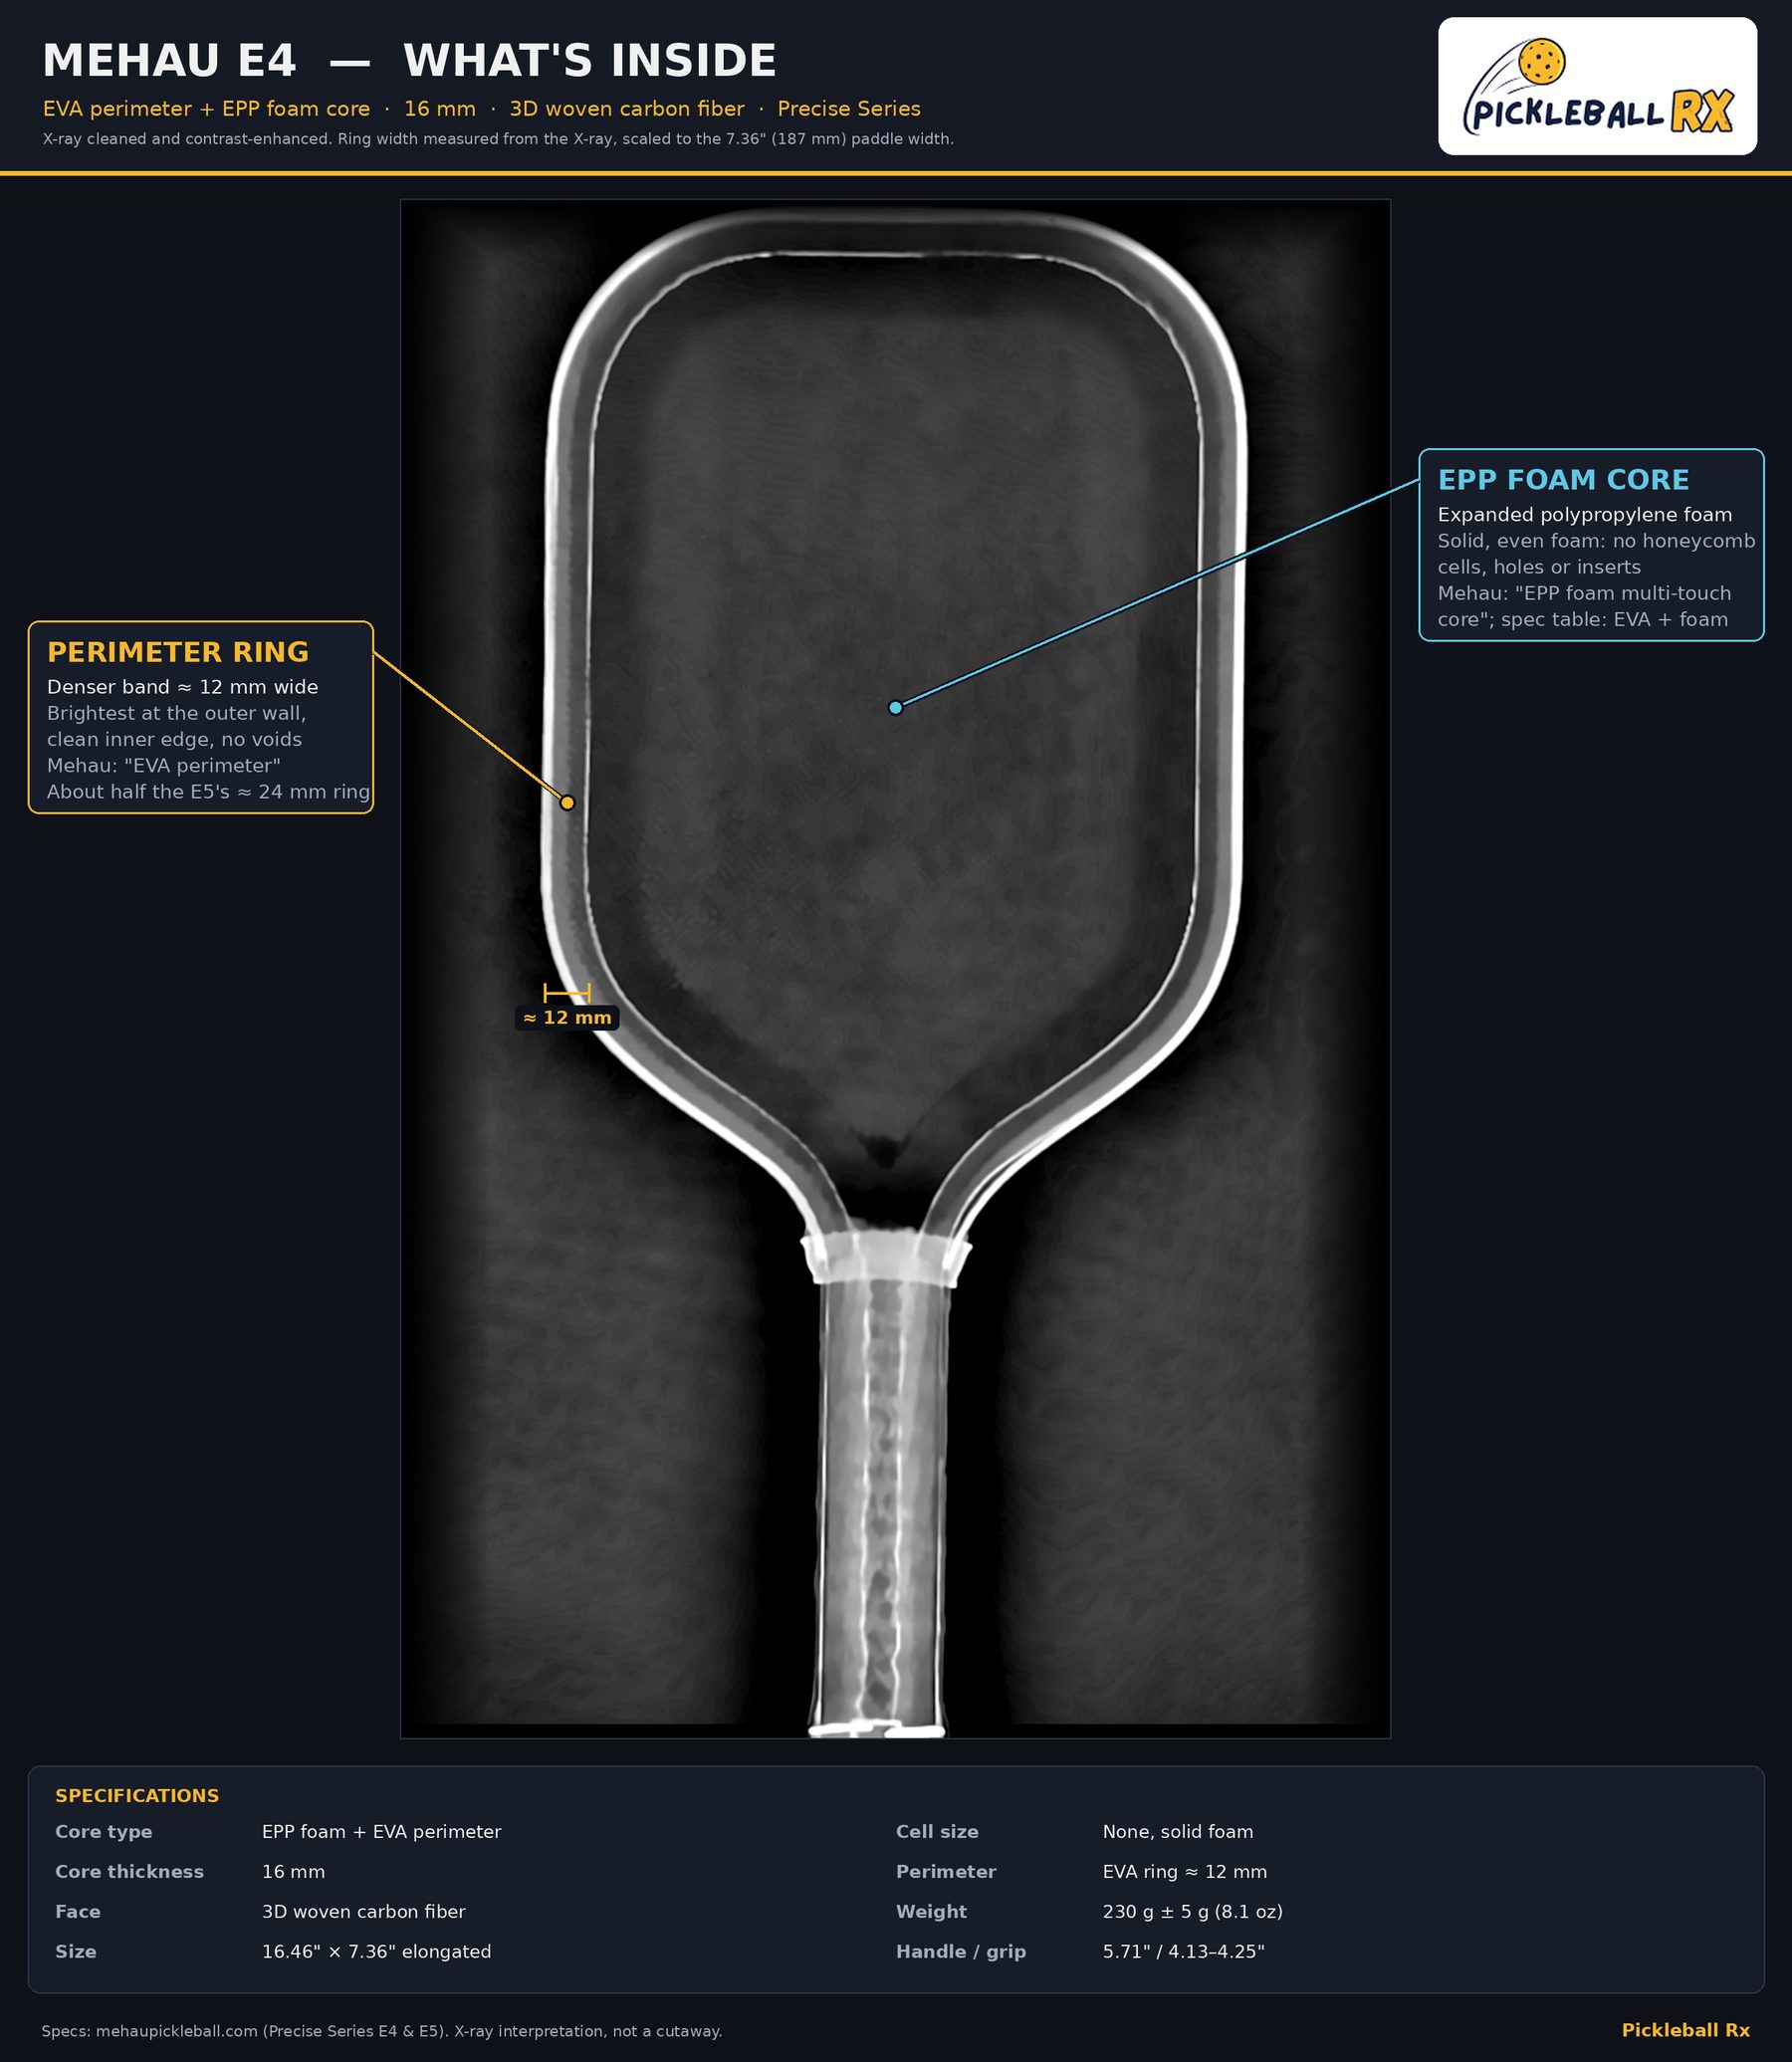 MEHAU E4 — WHAT'S INSIDE
EVA perimeter + EPP foam core · 16 mm · 3D woven carbon fiber · Precise Series
X-ray cleaned and contrast-enhanced. Ring width measured from the X-ray, scaled to the 7.36" (187 mm) paddle width.
PICKLEBALL RX
EPP FOAM CORE
Expanded polypropylene foam
Solid, even foam: no honeycomb
cells, holes or inserts
Mehau: "EPP foam multi-touch
core"; spec table: EVA + foam
PERIMETER RING
Denser band ≈ 12 mm wide
Brightest at the outer wall,
clean inner edge, no voids
Mehau: "EVA perimeter"
About half the E5's ≈ 24 mm ring
≈ 12 mm
SPECIFICATIONS
Core type EPP foam + EVA perimeter
Core thickness 16 mm
Face 3D woven carbon fiber
Size 16.46" × 7.36" elongated
Cell size None, solid foam
Perimeter EVA ring ≈ 12 mm
Weight 230 g ± 5 g (8.1 oz)
Handle / grip 5.71" / 4.13–4.25"
Specs: mehaupickleball.com (Precise Series E4 & E5). X-ray interpretation, not a cutaway.
Pickleball Rx